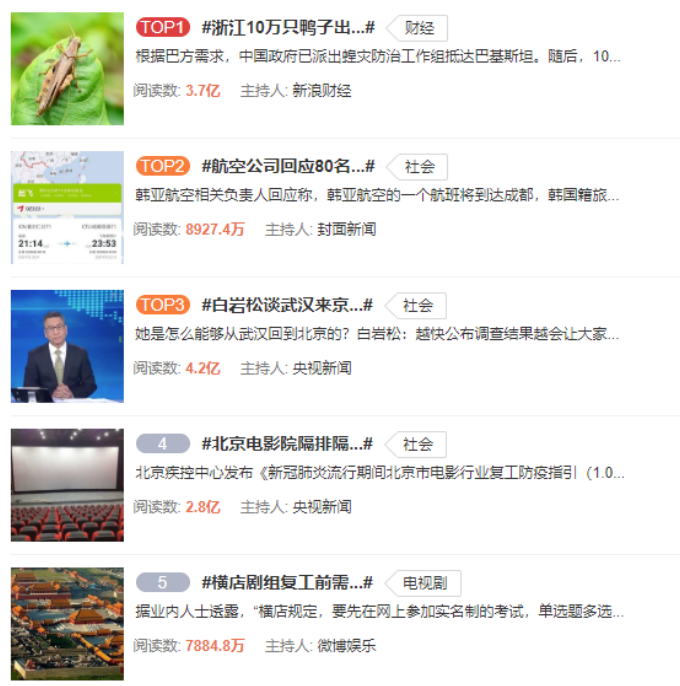 TOP1 #浙江10万只鸭子出...# 财经
根据巴方需求，中国政府已派出蝗灾防治工作组抵达巴基斯坦。随后，10...
阅读数: 3.7亿 主持人: 新浪财经
TOP2 #航空公司回应80名...# 社会
韩亚航空相关负责人回应称，韩亚航空的一个航班将到达成都，韩国籍旅...
阅读数: 8927.4万 主持人: 封面新闻
21:14 23:53
TOP3 #白岩松谈武汉来京...# 社会
她是怎么能够从武汉回到北京的？白岩松：越快公布调查结果越会让大家...
阅读数: 4.2亿 主持人: 央视新闻
4 #北京电影院隔排隔...# 社会
北京疾控中心发布《新冠肺炎流行期间北京市电影行业复工防疫指引（1.0...
阅读数: 2.8亿 主持人: 央视新闻
5 #横店剧组复工前需...# 电视剧
据业内人士透露，“横店规定，要先在网上参加实名制的考试，单选题多选...
阅读数: 7884.8万 主持人: 微博娱乐